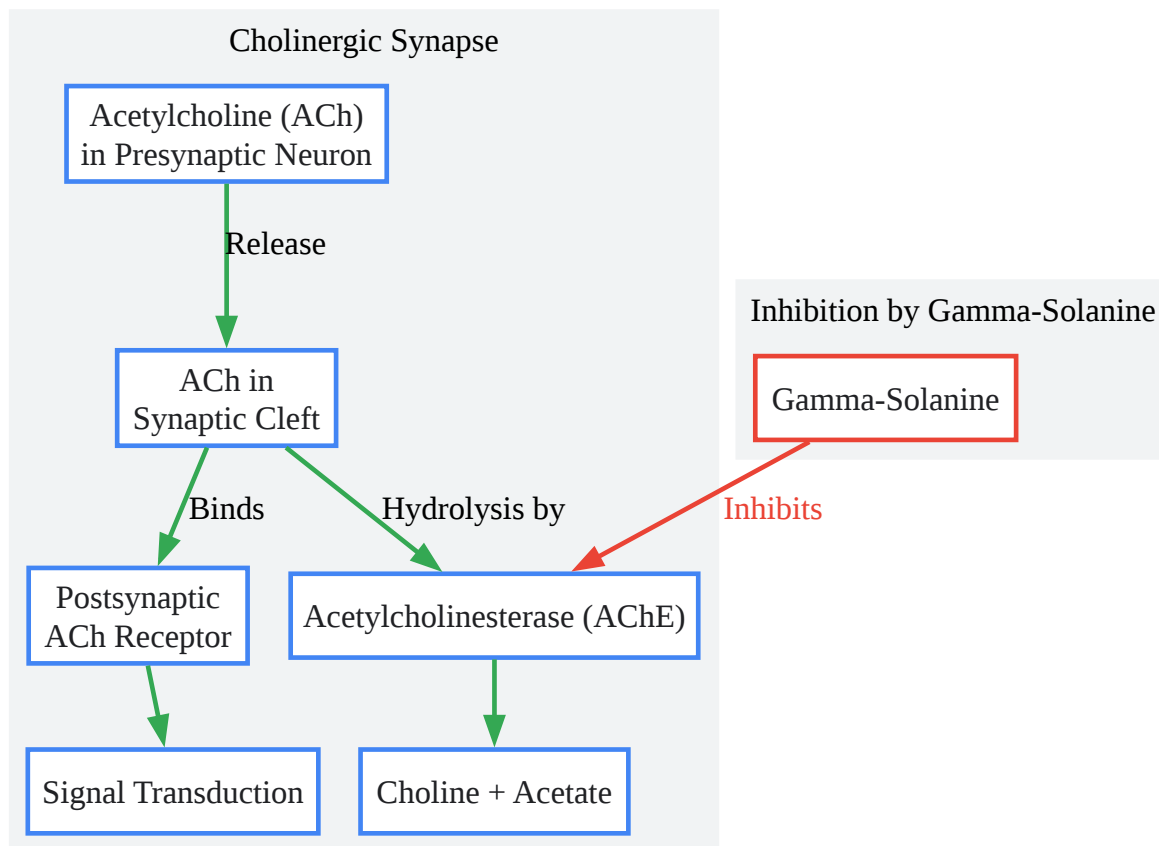 Cholinergic Synapse
Acetylcholine (ACh)
in Presynaptic Neuron
Release
Inhibition by Gamma-Solanine
ACh in
Synaptic Cleft
Gamma-Solanine
Binds
Hydrolysis by
Inhibits
Postsynaptic
ACh Receptor
Acetylcholinesterase (AChE)
Signal Transduction
Choline + Acetate